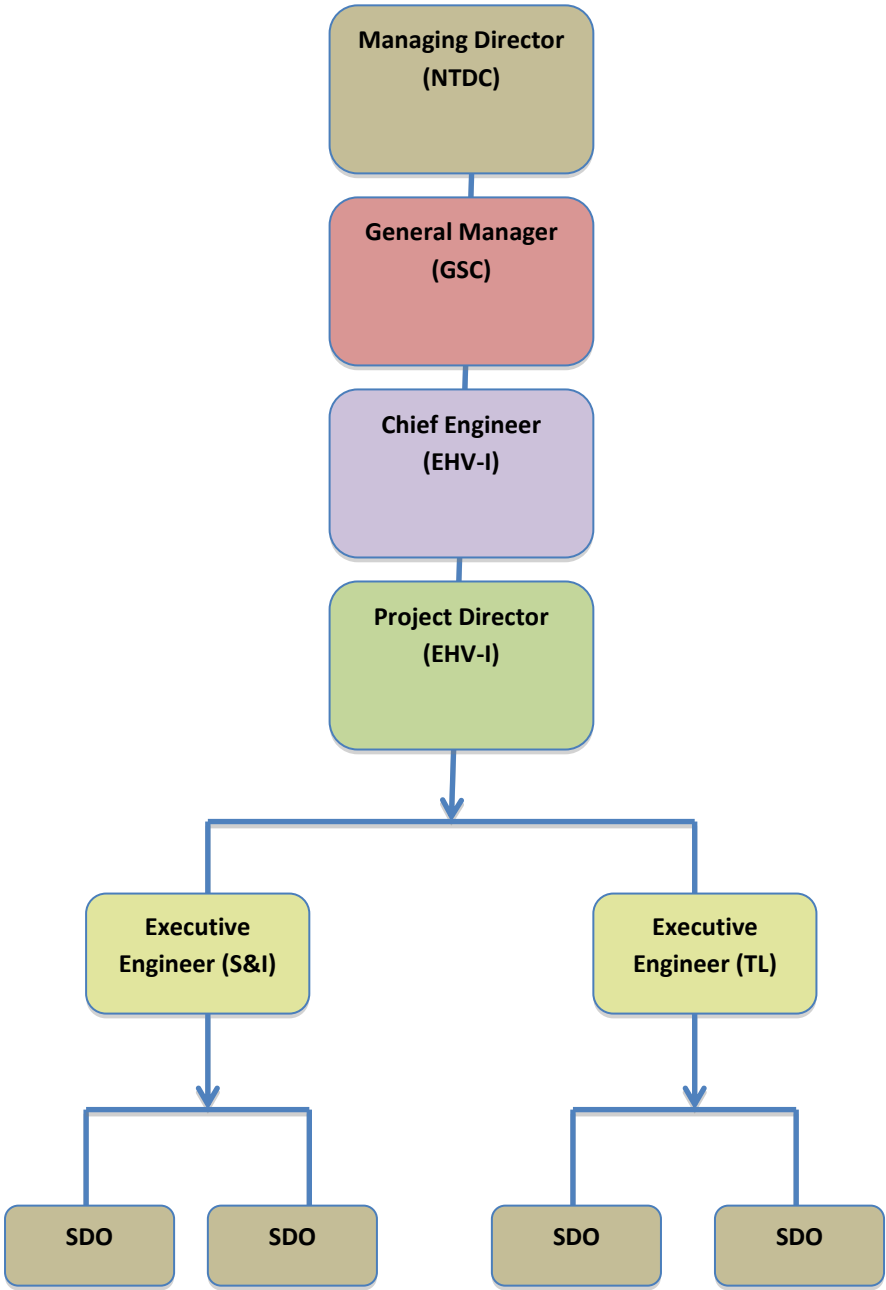 Managing Director
(NTDC)
General Manager
(GSC)
Chief Engineer
(EHV-I)
Project Director
(EHV-I)
Executive
Engineer (S&I)
Executive
Engineer (TL)
SDO
SDO
SDO
SDO